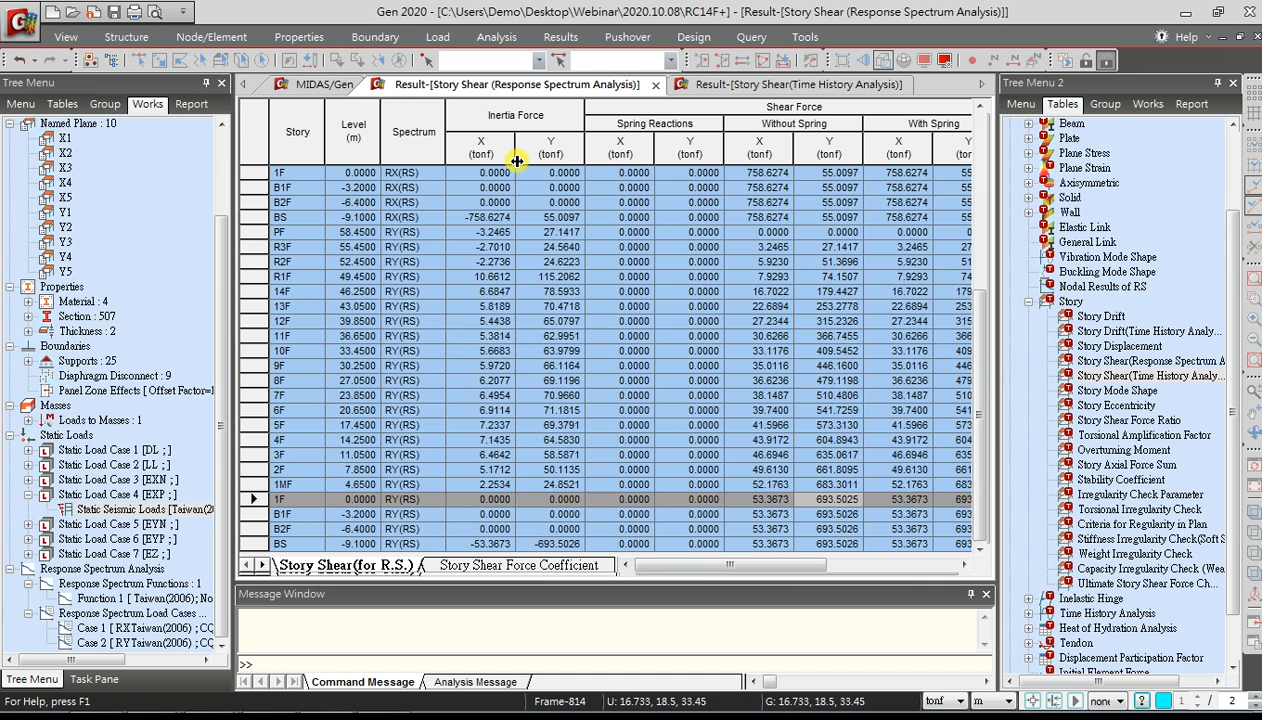 Gen 2020 - [C:\Users\Demo\Desktop\Webinar\2020.10.08\RC14F+] - [Result-[Story Shear (Response Spectrum Analysis)]]
View Structure Node/Element Properties Boundary Load Analysis Results Pushover Design Query Tools Help
Tree Menu
Menu Tables Group Works Report
Named Plane : 10
X1
X2
X3
X4
X5
Y1
Y2
Y3
Y4
Y5
Properties
Material : 4
Section : 507
Thickness : 2
Boundaries
Supports : 25
Diaphragm Disconnect : 9
Panel Zone Effects [ Offset Factor=
Masses
Loads to Masses : 1
Static Loads
Static Load Case 1 [DL ; ]
Static Load Case 2 [LL ; ]
Static Load Case 3 [EXN ; ]
Static Load Case 4 [EXP ; ]
Static Seismic Loads [Taiwan(20
Static Load Case 5 [EYN ; ]
Static Load Case 6 [EYP ; ]
Static Load Case 7 [EZ ; ]
Response Spectrum Analysis
Response Spectrum Functions : 1
Function 1 [ Taiwan(2006); No
Response Spectrum Load Cases
Case 1 [ RXTaiwan(2006) ; CQ
Case 2 [ RYTaiwan(2006) ; CQ
Tree Menu Task Pane
MIDAS/Gen Result-[Story Shear (Response Spectrum Analysis)] Result-[Story Shear(Time History Analysis)]
Story Level (m) Spectrum Inertia Force Shear Force
Spring Reactions Without Spring With Spring
X (tonf) Y (tonf) X (tonf) Y (tonf) X (tonf) Y (tonf) X (tonf)
1F 0.0000 RX(RS) 0.0000 0.0000 0.0000 0.0000 758.6274 55.0097 758.6274 55
B1F -3.2000 RX(RS) 0.0000 0.0000 0.0000 0.0000 758.6274 55.0097 758.6274 55
B2F -6.4000 RX(RS) 0.0000 0.0000 0.0000 0.0000 758.6274 55.0097 758.6274 55
BS -9.1000 RX(RS) -758.6274 55.0097 0.0000 0.0000 758.6274 55.0097 758.6274 55
PF 58.4500 RY(RS) -3.2465 27.1417 0.0000 0.0000 0.0000 0.0000 0.0000 0
R3F 55.4500 RY(RS) -2.7010 24.5640 0.0000 0.0000 3.2465 27.1417 3.2465 27
R2F 52.4500 RY(RS) -2.2736 24.6223 0.0000 0.0000 5.9230 51.3696 5.9230 51
R1F 49.4500 RY(RS) 10.6612 115.2062 0.0000 0.0000 7.9293 74.1507 7.9293 74
14F 46.2500 RY(RS) 6.6847 78.5933 0.0000 0.0000 16.7022 179.4427 16.7022 179
13F 43.0500 RY(RS) 5.8189 70.4718 0.0000 0.0000 22.6894 253.2778 22.6894 253
12F 39.8500 RY(RS) 5.4438 65.0797 0.0000 0.0000 27.2344 315.2326 27.2344 315
11F 36.6500 RY(RS) 5.3814 62.9951 0.0000 0.0000 30.6266 366.7455 30.6266 366
10F 33.4500 RY(RS) 5.6683 63.9799 0.0000 0.0000 33.1176 409.5452 33.1176 409
9F 30.2500 RY(RS) 5.9720 66.1164 0.0000 0.0000 35.0116 446.1600 35.0116 446
8F 27.0500 RY(RS) 6.2077 69.1196 0.0000 0.0000 36.6236 479.1198 36.6236 479
7F 23.8500 RY(RS) 6.4954 70.9660 0.0000 0.0000 38.1487 510.4806 38.1487 510
6F 20.6500 RY(RS) 6.9114 71.1815 0.0000 0.0000 39.7400 541.7259 39.7400 541
5F 17.4500 RY(RS) 7.2337 69.3791 0.0000 0.0000 41.5966 573.3130 41.5966 573
4F 14.2500 RY(RS) 7.1435 64.5830 0.0000 0.0000 43.9172 604.8943 43.9172 604
3F 11.0500 RY(RS) 6.4642 58.5871 0.0000 0.0000 46.6946 635.0617 46.6946 635
2F 7.8500 RY(RS) 5.1712 50.1135 0.0000 0.0000 49.6130 661.8095 49.6130 661
1MF 4.6500 RY(RS) 2.2534 24.8521 0.0000 0.0000 52.1763 683.3011 52.1763 683
1F 0.0000 RY(RS) 0.0000 0.0000 0.0000 0.0000 53.3673 693.5025 53.3673 693
B1F -3.2000 RY(RS) 0.0000 0.0000 0.0000 0.0000 53.3673 693.5026 53.3673 693
B2F -6.4000 RY(RS) 0.0000 0.0000 0.0000 0.0000 53.3673 693.5026 53.3673 693
BS -9.1000 RY(RS) -53.3673 -693.5026 0.0000 0.0000 53.3673 693.5026 53.3673 693
Story Shear(for R.S.) Story Shear Force Coefficient
Message Window
>>
Command Message Analysis Message
Tree Menu 2
Menu Tables Group Works Report
Beam
Plate
Plane Stress
Plane Strain
Axisymmetric
Solid
Wall
Elastic Link
General Link
Vibration Mode Shape
Buckling Mode Shape
Nodal Results of RS
Story
Story Drift
Story Drift(Time History Analy...
Story Displacement
Story Shear(Response Spectrum A
Story Shear(Time History Analy...
Story Mode Shape
Story Eccentricity
Story Shear Force Ratio
Torsional Amplification Factor
Overturning Moment
Story Axial Force Sum
Stability Coefficient
Irregularity Check Parameter
Torsional Irregularity Check
Criteria for Regularity in Plan
Stiffness Irregularity Check(Soft S
Weight Irregularity Check
Capacity Irregularity Check (Wea
Ultimate Story Shear Force Ch...
Inelastic Hinge
Time History Analysis
Heat of Hydration Analysis
Tendon
Displacement Participation Factor
Initial Element Force
For Help, press F1 Frame-814 U: 16.733, 18.5, 33.45 G: 16.733, 18.5, 33.45 tonf m none 1 / 2